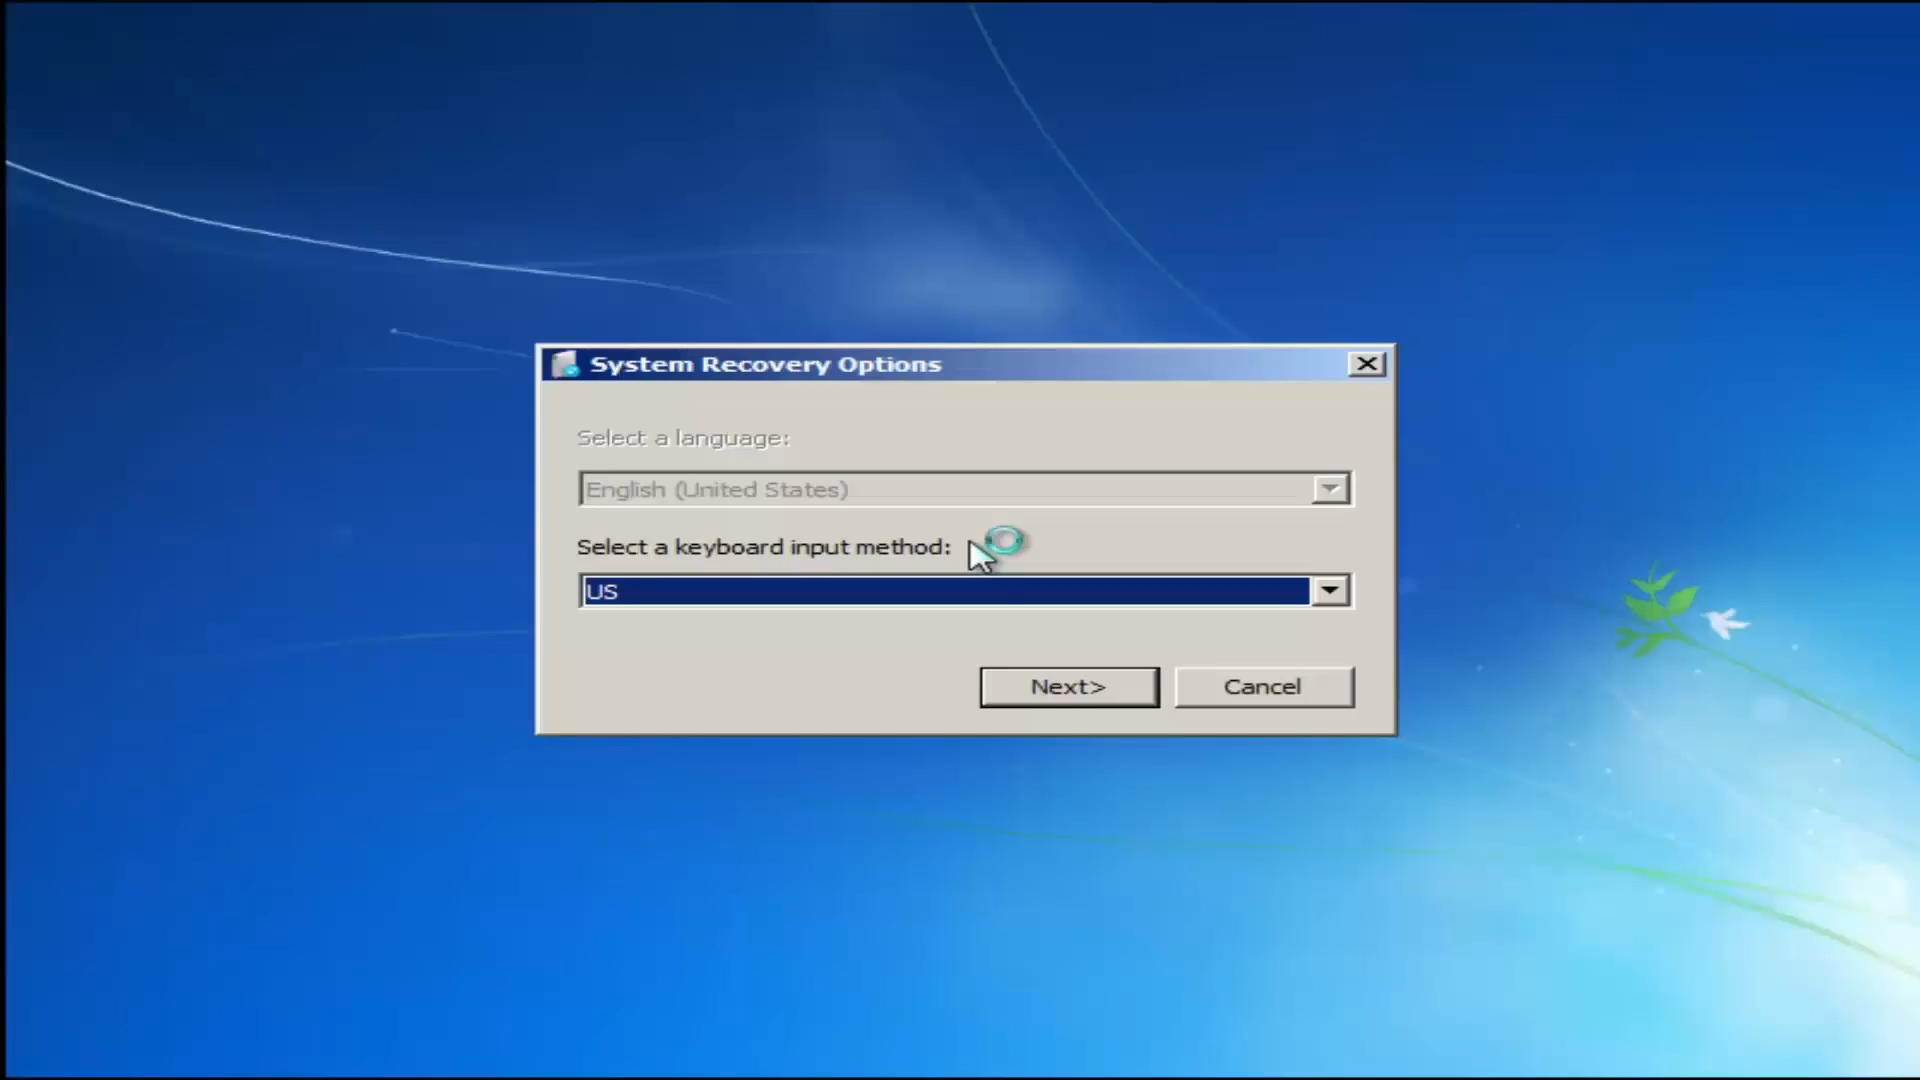 System Recovery Options
Select a language:
English (United States)
Select a keyboard input method:
US
Next>
Cancel